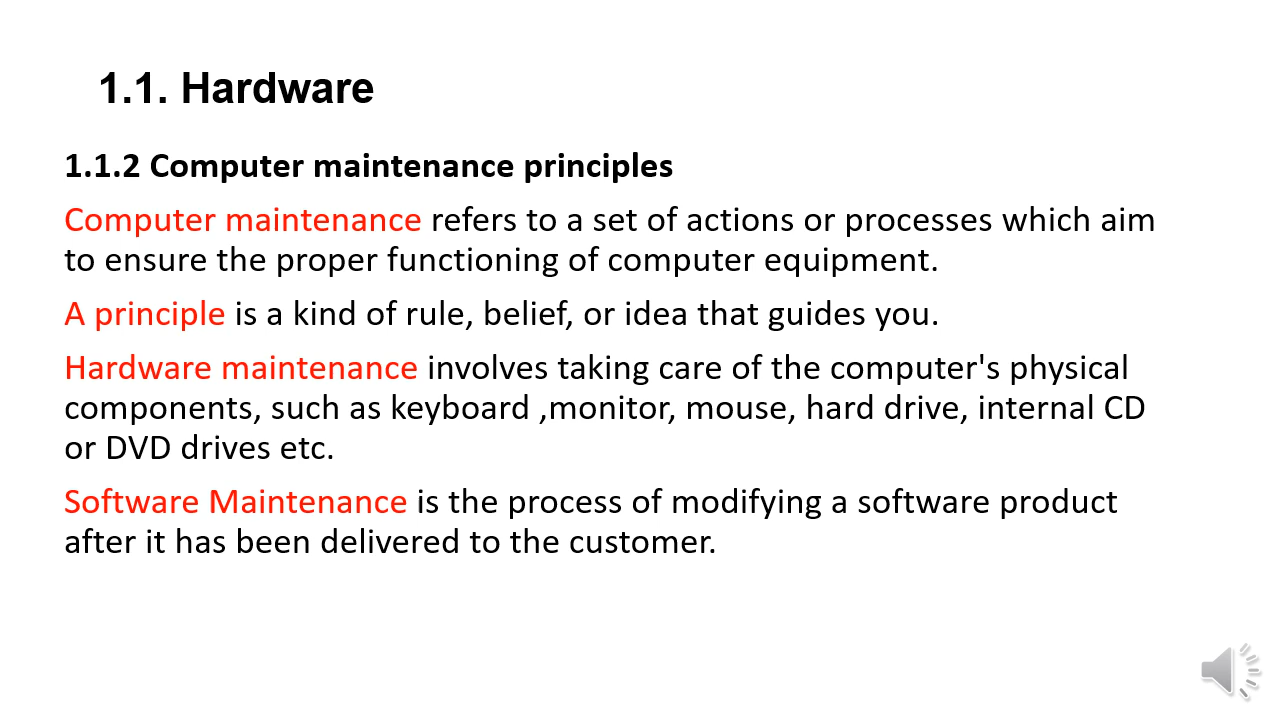 1.1. Hardware
1.1.2 Computer maintenance principles
Computer maintenance refers to a set of actions or processes which aim
to ensure the proper functioning of computer equipment.
A principle is a kind of rule, belief, or idea that guides you.
Hardware maintenance involves taking care of the computer's physical
components, such as keyboard ,monitor, mouse, hard drive, internal CD
or DVD drives etc.
Software Maintenance is the process of modifying a software product
after it has been delivered to the customer.